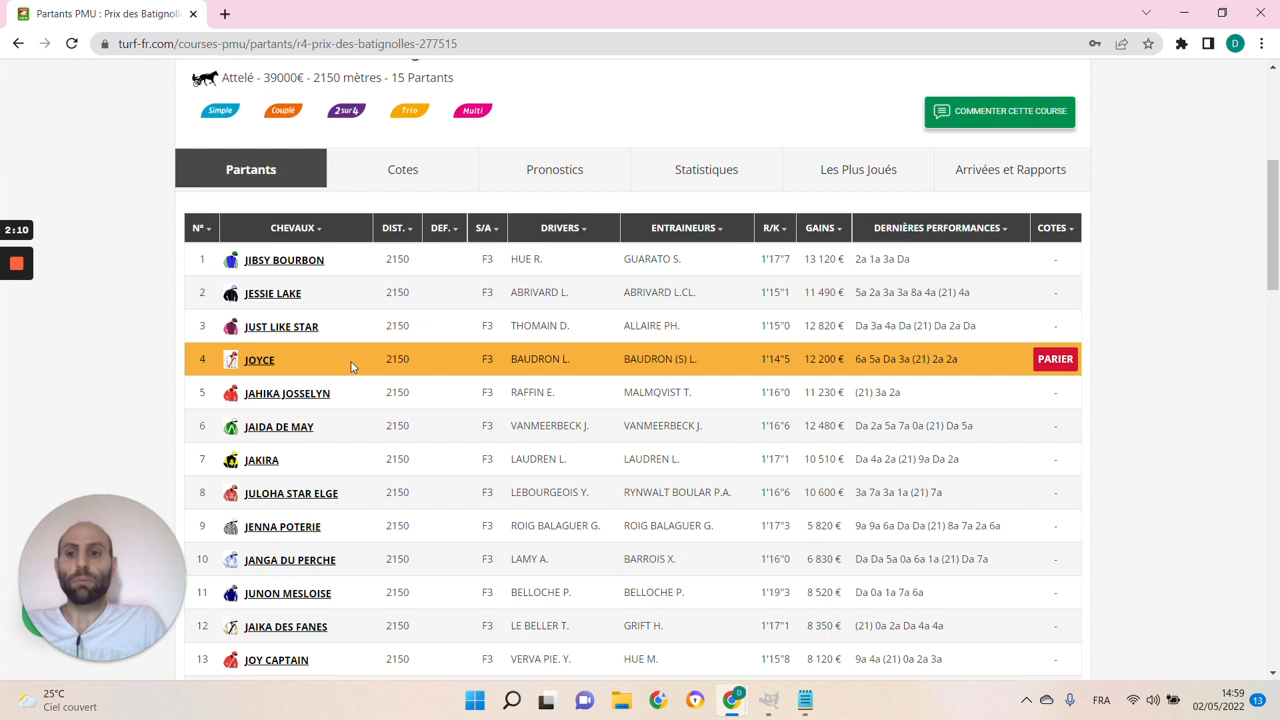 Partants PMU : Prix des Batignol
turf-fr.com/courses-pmu/partants/r4-prix-des-batignolles-277515
D
Attelé - 39000€ - 2150 mètres - 15 Partants
Simple Couplé 2sur4 Trio Multi
COMMENTER CETTE COURSE
Partants Cotes Pronostics Statistiques Les Plus Joués Arrivées et Rapports
N° CHEVAUX DIST. DEF. S/A DRIVERS ENTRAINEURS R/K GAINS DERNIÈRES PERFORMANCES COTES
1 JIBSY BOURBON 2150 F3 HUE R. GUARATO S. 1'17"7 13 120 € 2a 1a 3a Da -
2 JESSIE LAKE 2150 F3 ABRIVARD L. ABRIVARD L.CL. 1'15"1 11 490 € 5a 2a 3a 3a 8a 4a (21) 4a -
3 JUST LIKE STAR 2150 F3 THOMAIN D. ALLAIRE PH. 1'15"0 12 820 € Da 3a 4a Da (21) Da 2a Da -
4 JOYCE 2150 F3 BAUDRON L. BAUDRON (S) L. 1'14"5 12 200 € 6a 5a Da 3a (21) 2a 2a PARIER
5 JAHIKA JOSSELYN 2150 F3 RAFFIN E. MALMQVIST T. 1'16"0 11 230 € (21) 3a 2a -
6 JAIDA DE MAY 2150 F3 VANMEERBECK J. VANMEERBECK J. 1'16"6 12 480 € Da 2a 5a 7a 0a (21) Da 5a -
7 JAKIRA 2150 F3 LAUDREN L. LAUDREN L. 1'17"1 10 510 € Da 4a 2a (21) 9a Da 2a -
8 JULOHA STAR ELGE 2150 F3 LEBOURGEOIS Y. RYNWALT BOULAR P.A. 1'16"6 10 600 € 3a 7a 3a 1a (21) 7a -
9 JENNA POTERIE 2150 F3 ROIG BALAGUER G. ROIG BALAGUER G. 1'17"3 5 820 € 9a 9a 6a Da Da (21) 8a 7a 2a 6a -
10 JANGA DU PERCHE 2150 F3 LAMY A. BARROIS X. 1'16"0 6 830 € Da Da 5a 0a 6a 1a (21) Da 7a -
11 JUNON MESLOISE 2150 F3 BELLOCHE P. BELLOCHE P. 1'19"3 8 520 € Da 0a 1a 7a 6a -
12 JAIKA DES FANES 2150 F3 LE BELLER T. GRIFT H. 1'17"1 8 350 € (21) 0a 2a Da 4a 4a -
13 JOY CAPTAIN 2150 F3 VERVA PIE. Y. HUE M. 1'15"8 8 120 € 9a 4a (21) 0a 2a 3a -
2:10
25°C
Ciel couvert
D
FRA
14:59
02/05/2022
13